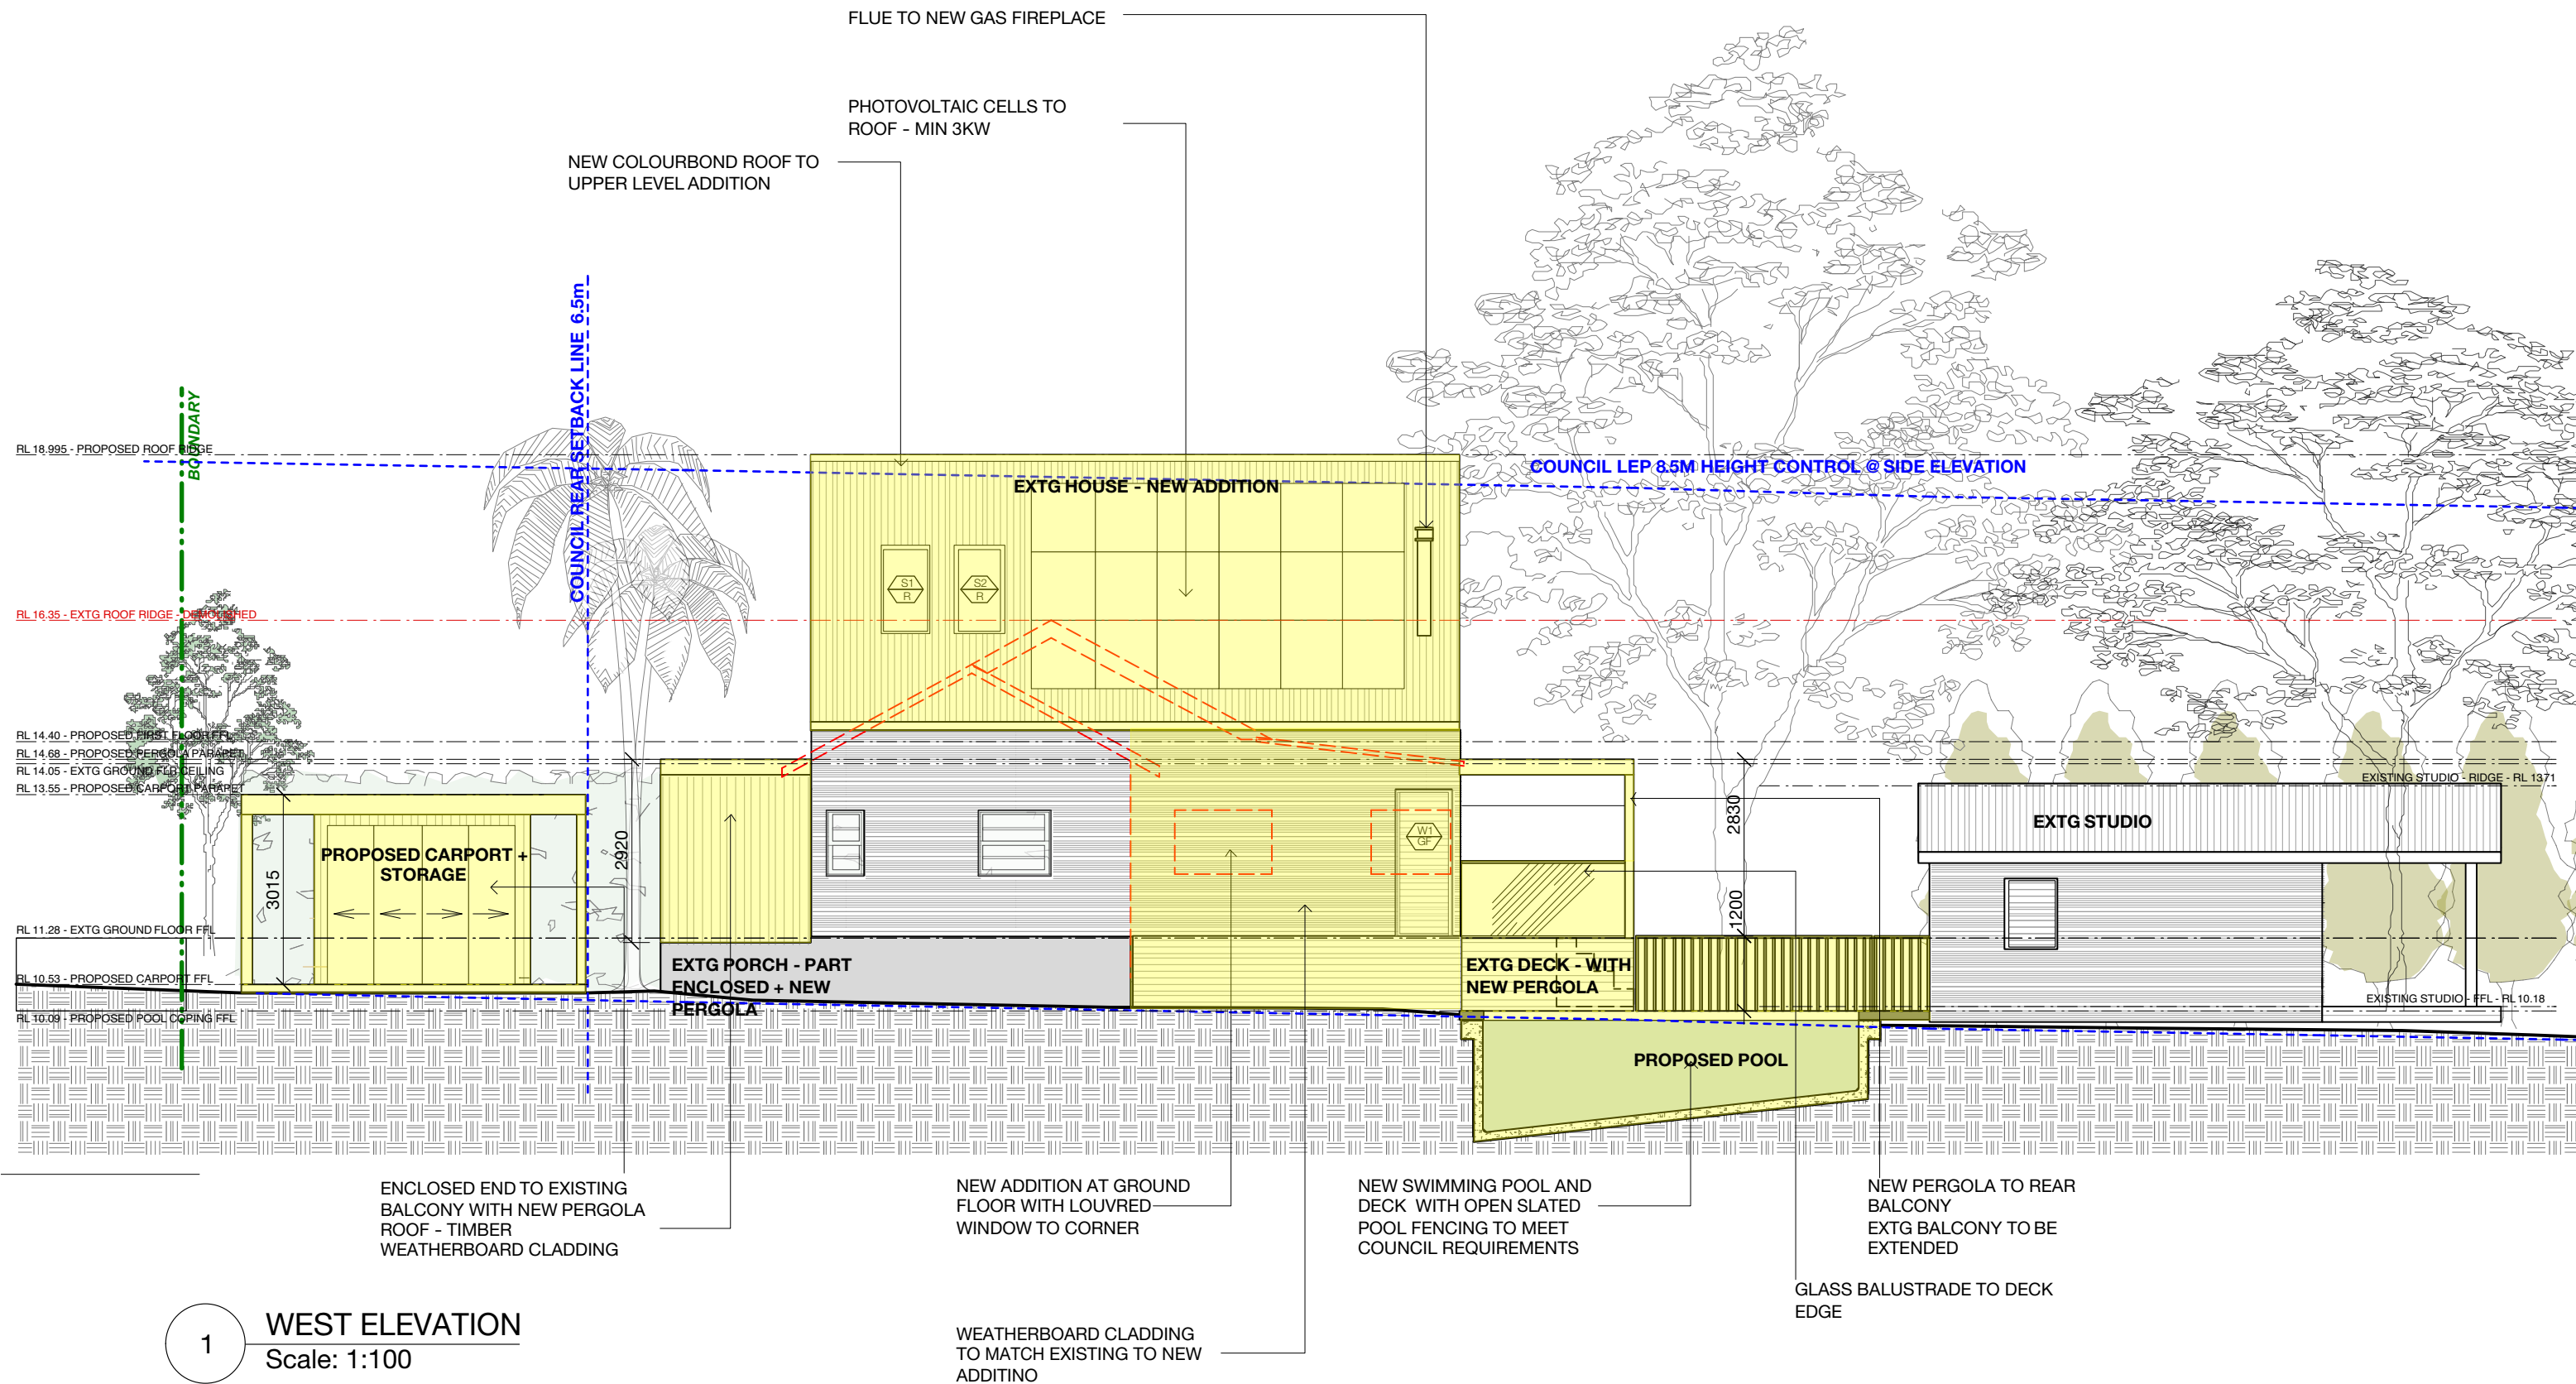 FLUE TO NEW GAS FIREPLACE
PHOTOVOLTAIC CELLS TO
ROOF - MIN 3KW
NEW COLOURBOND ROOF TO
UPPER LEVEL ADDITION
COUNCIL REAR SETBACK LINE 6.5m
BOUNDARY
RL 18.995 - PROPOSED ROOF RIDGE
COUNCIL LEP 8.5M HEIGHT CONTROL @ SIDE ELEVATION
EXTG HOUSE - NEW ADDITION
S1
R
S2
R
RL 16.35 - EXTG ROOF RIDGE - DEMOLISHED
RL 14.40 - PROPOSED FIRST FLOOR FFL
RL 14.68 - PROPOSED PERGOLA PARAPET
RL 14.05 - EXTG GROUND FLR CEILING
RL 13.55 - PROPOSED CARPORT PARAPET
EXISTING STUDIO - RIDGE - RL 13.71
EXTG STUDIO
2830
W1
GF
2920
PROPOSED CARPORT +
STORAGE
3015
1200
RL 11.28 - EXTG GROUND FLOOR FFL
EXTG PORCH - PART
ENCLOSED + NEW
PERGOLA
EXTG DECK - WITH
NEW PERGOLA
RL 10.53 - PROPOSED CARPORT FFL
EXISTING STUDIO - FFL - RL 10.18
RL 10.09 - PROPOSED POOL COPING FFL
PROPOSED POOL
ENCLOSED END TO EXISTING
BALCONY WITH NEW PERGOLA
ROOF - TIMBER
WEATHERBOARD CLADDING
NEW ADDITION AT GROUND
FLOOR WITH LOUVRED
WINDOW TO CORNER
NEW SWIMMING POOL AND
DECK WITH OPEN SLATED
POOL FENCING TO MEET
COUNCIL REQUIREMENTS
NEW PERGOLA TO REAR
BALCONY
EXTG BALCONY TO BE
EXTENDED
GLASS BALUSTRADE TO DECK
EDGE
WEATHERBOARD CLADDING
TO MATCH EXISTING TO NEW
ADDITINO
1
WEST ELEVATION
Scale: 1:100